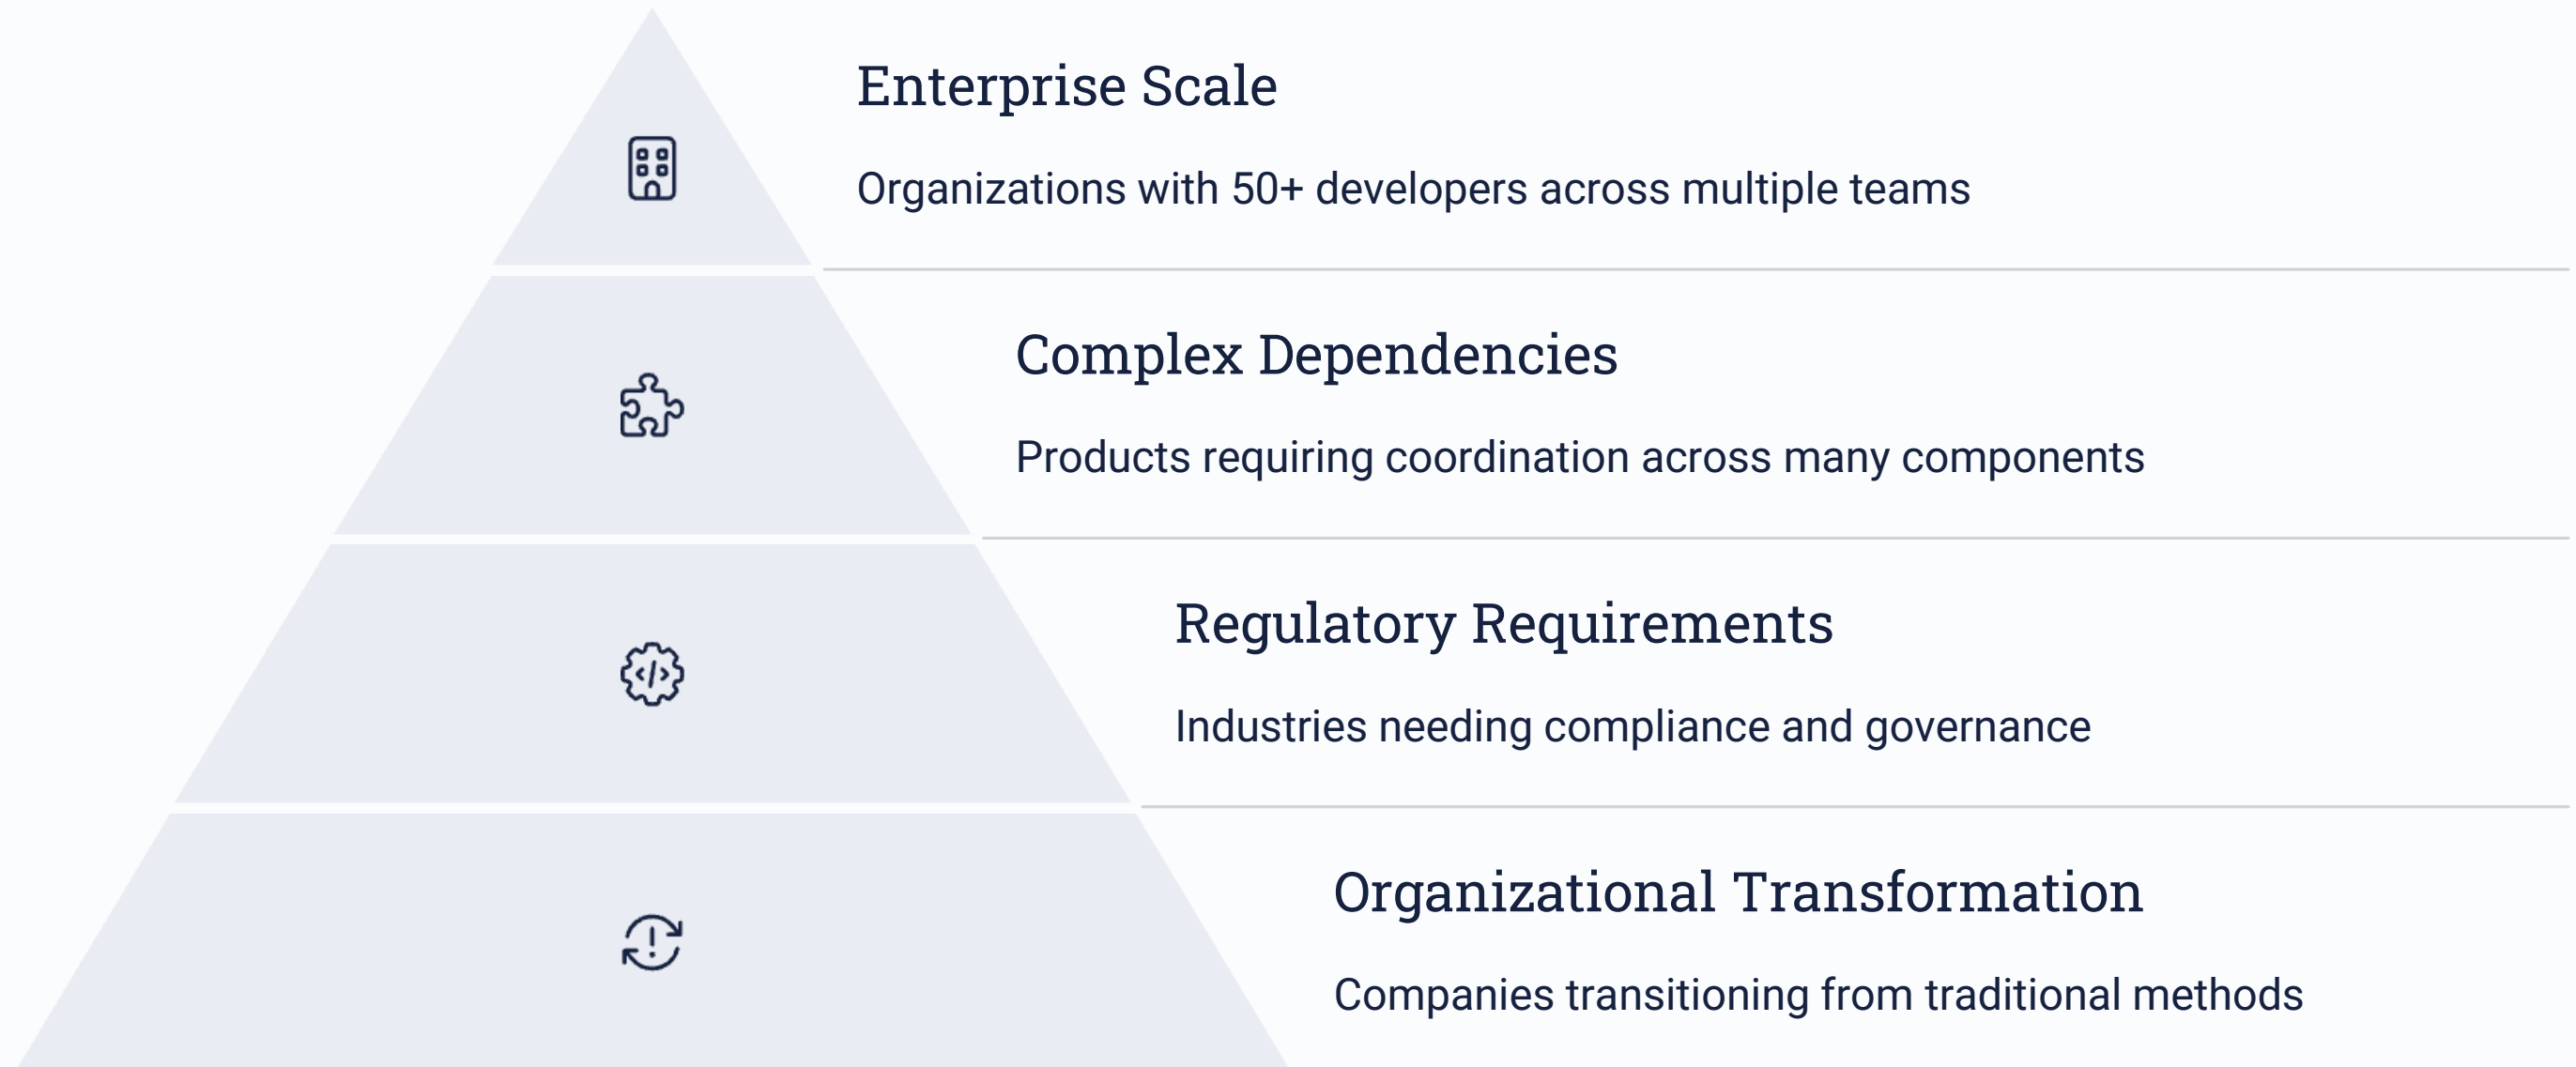 Enterprise Scale
Organizations with 50+ developers across multiple teams
Complex Dependencies
Products requiring coordination across many components
Regulatory Requirements
Industries needing compliance and governance
Organizational Transformation
Companies transitioning from traditional methods